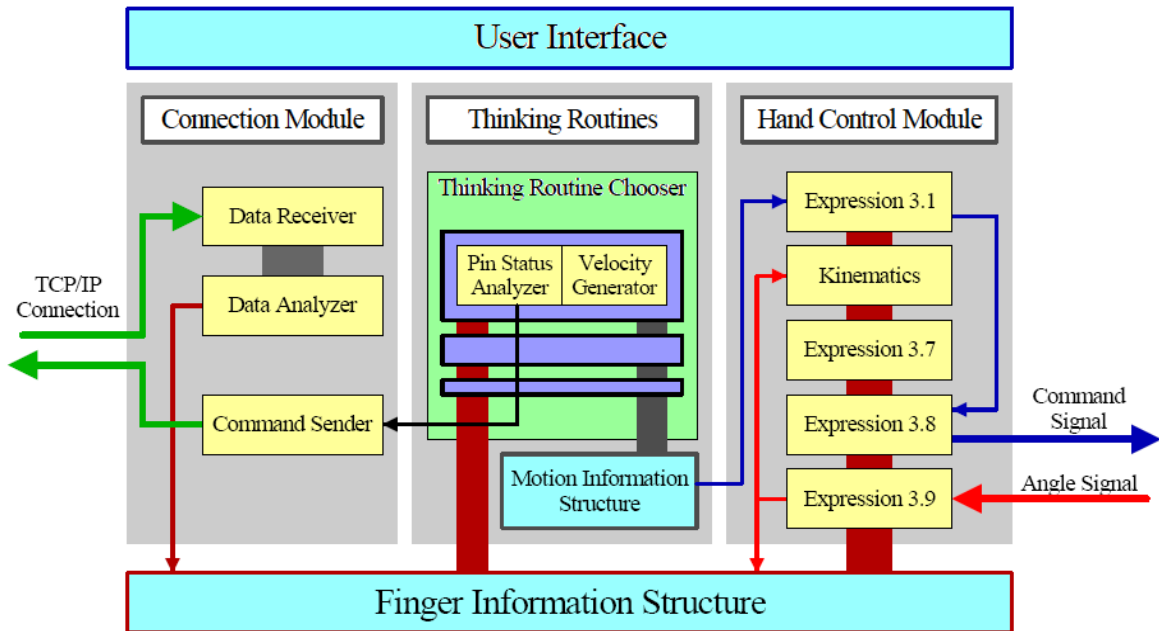 User Interface
Connection Module
Thinking Routines
Hand Control Module
Thinking Routine Chooser
Data Receiver
Data Analyzer
Command Sender
TCP/IP
Connection
Pin Status
Analyzer
Velocity
Generator
Motion Information
Structure
Expression 3.1
Kinematics
Expression 3.7
Expression 3.8
Expression 3.9
Command
Signal
Angle Signal
Finger Information Structure